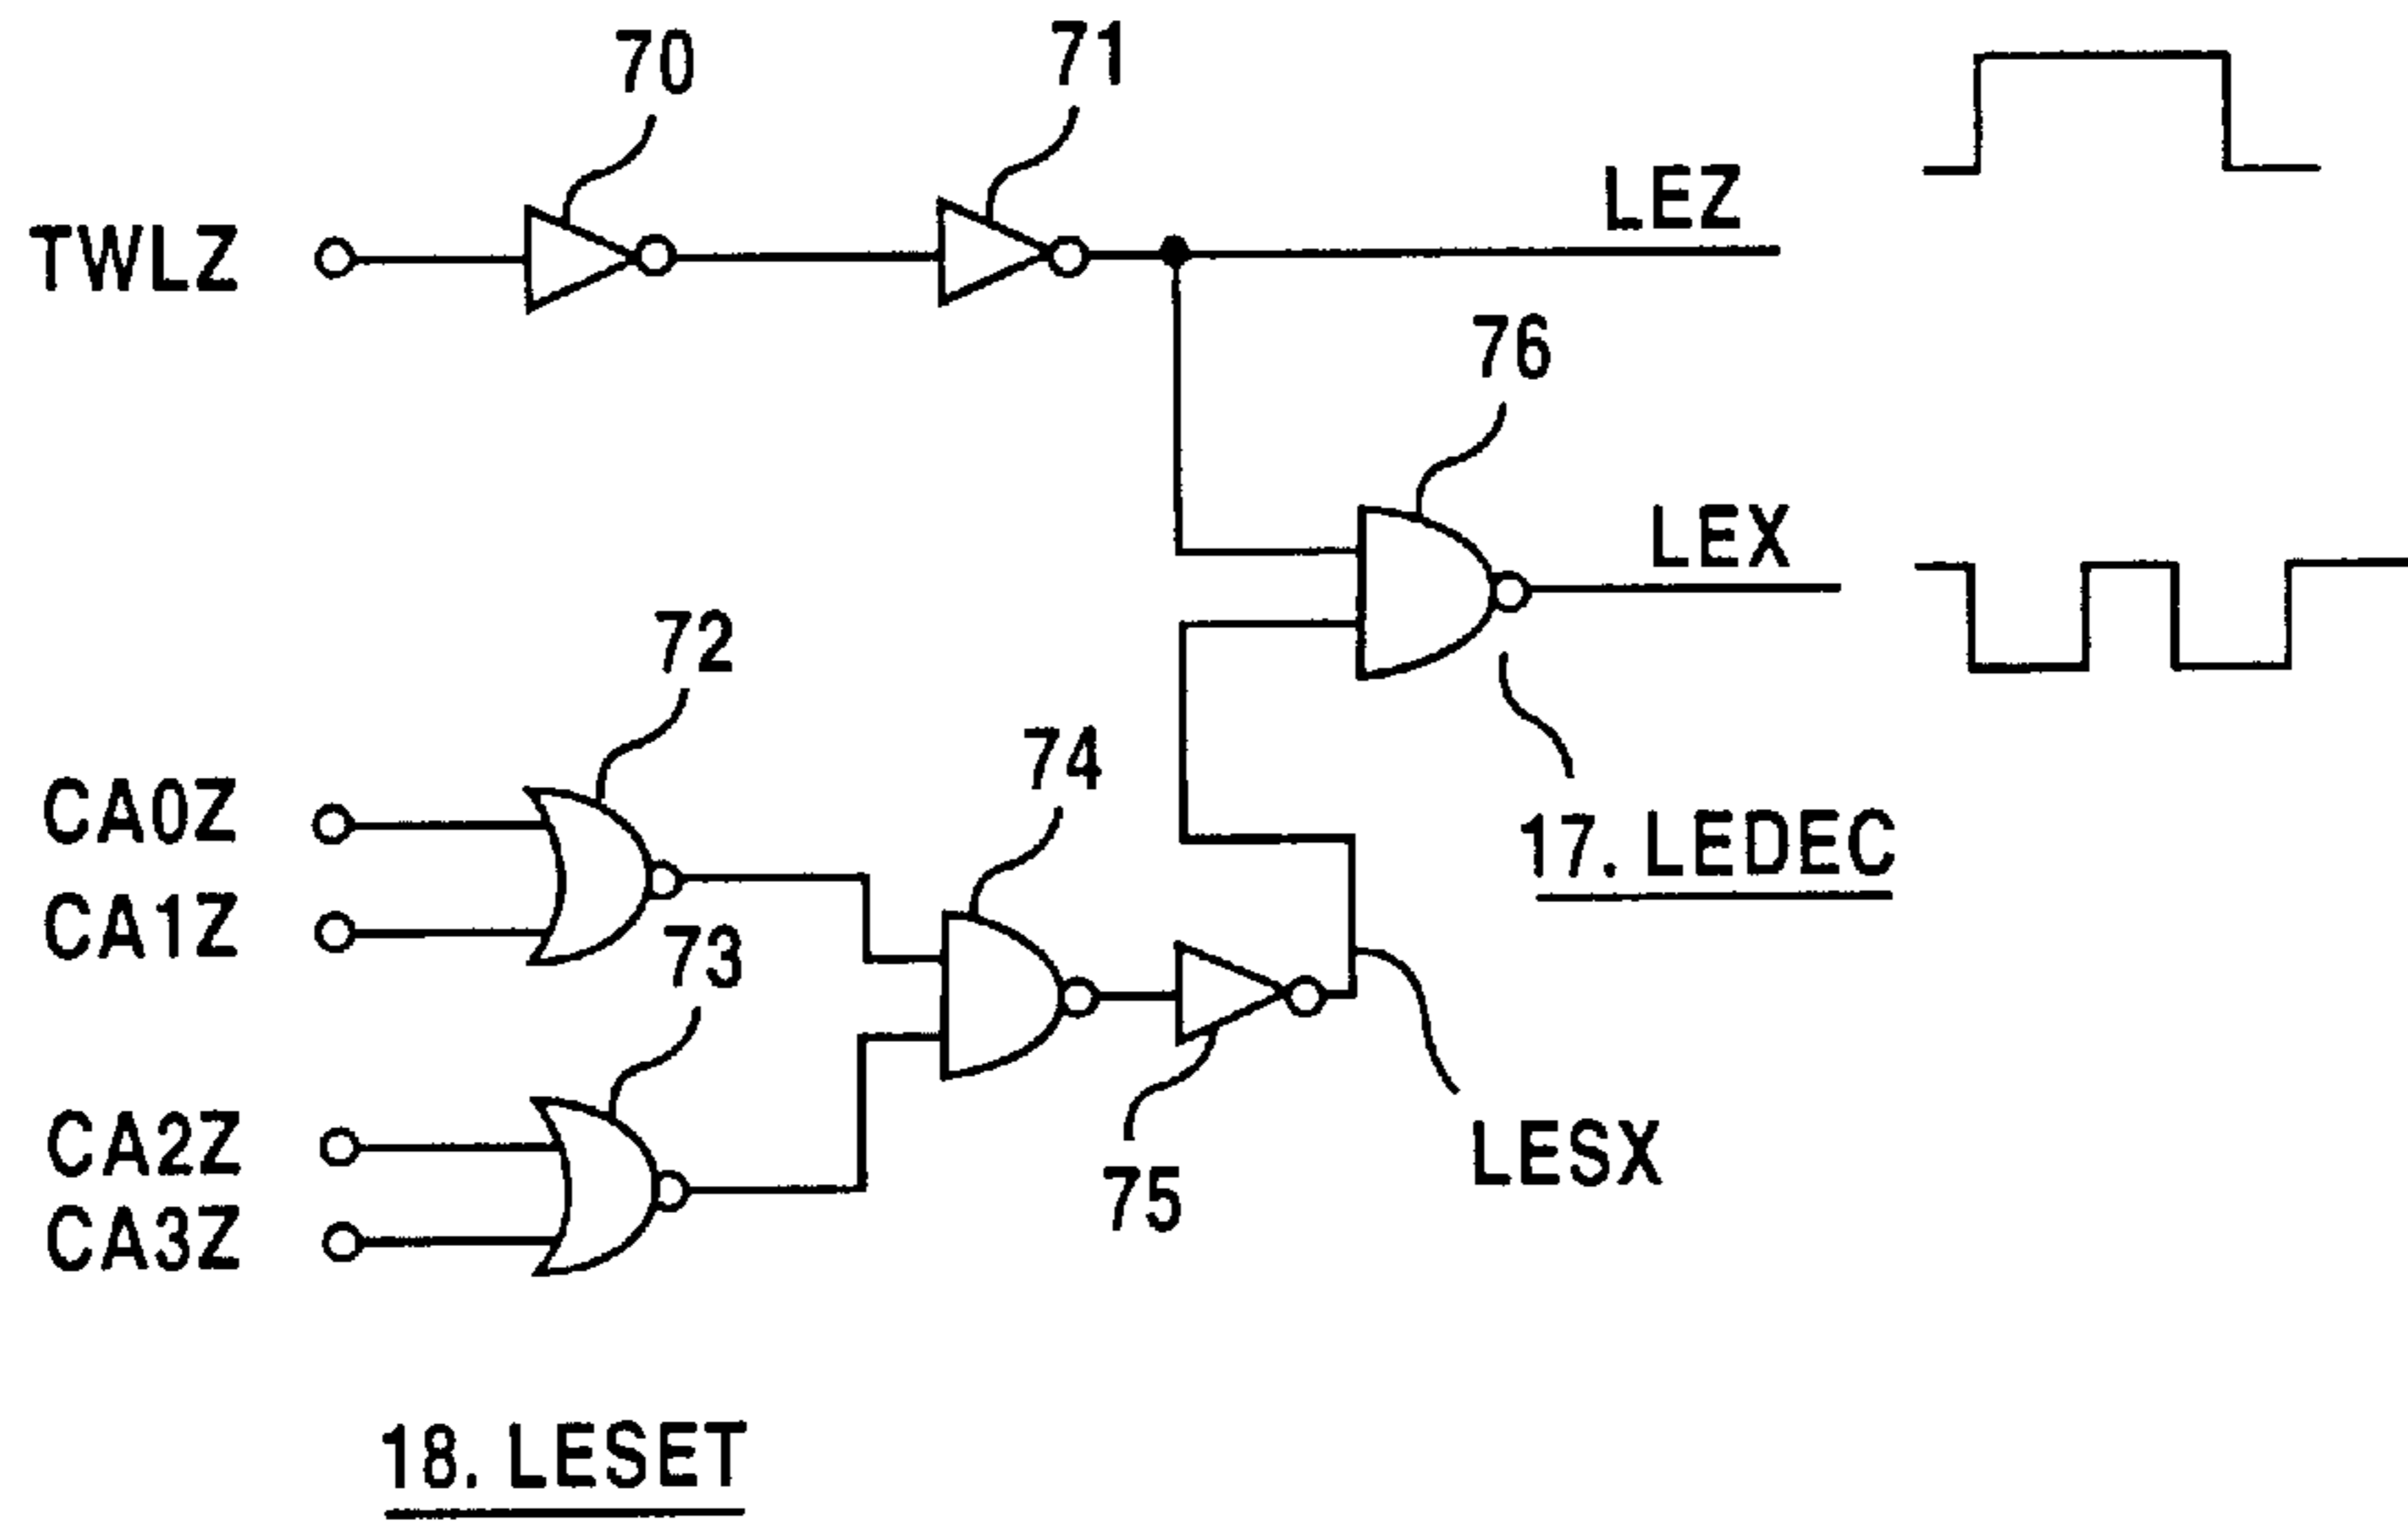 70
71
TWLZ
LEZ
76
LEX
72
74
CA0Z
CA1Z
17. LEDEC
73
CA2Z
CA3Z
75
LESX
18. LESET